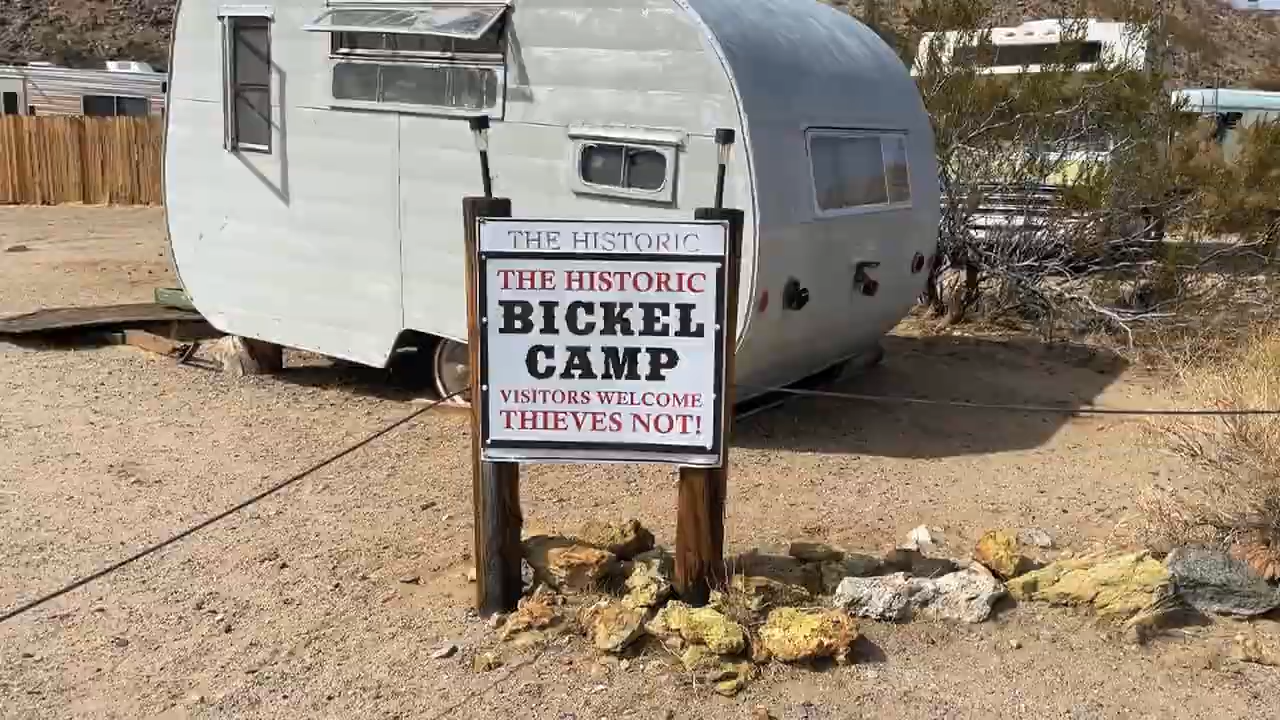 THE HISTORIC
THE HISTORIC
BICKEL
CAMP
VISITORS WELCOME
THIEVES NOT!